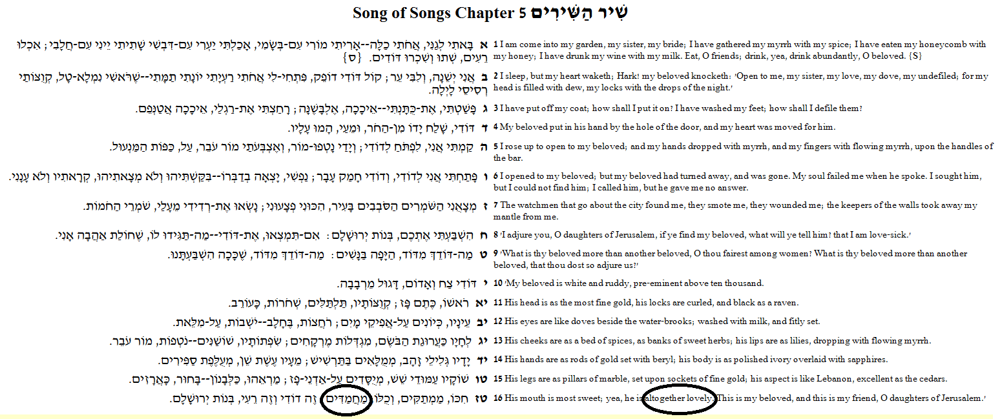 Song of Songs Chapter 5 שִׁיר הַשִּׁירִים
א בָּאתִי לְגַנִּי, אֲחֹתִי כַלָּה--אָרִיתִי מוֹרִי עִם-בְּשָׂמִי, אָכַלְתִּי יַעְרִי עִם-דִּבְשִׁי שָׁתִיתִי יֵינִי עִם-חֲלָבִי; אִכְלוּ
רֵעִים, שְׁתוּ וְשִׁכְרוּ דּוֹדִים. {ס}
1 I am come into my garden, my sister, my bride; I have gathered my myrrh with my spice; I have eaten my honeycomb with
my honey; I have drunk my wine with my milk. Eat, O friends; drink, yea, drink abundantly, O beloved. {S}
ב אֲנִי יְשֵׁנָה, וְלִבִּי עֵר; קוֹל דּוֹדִי דוֹפֵק, פִּתְחִי-לִי אֲחֹתִי רַעְיָתִי יוֹנָתִי תַמָּתִי--שֶׁרֹּאשִׁי נִמְלָא-טָל, קְוֻצּוֹתַי
רְסִיסֵי לָיְלָה.
2 I sleep, but my heart waketh; Hark! my beloved knocketh: 'Open to me, my sister, my love, my dove, my undefiled; for my
head is filled with dew, my locks with the drops of the night.'
ג פָּשַׁטְתִּי, אֶת-כֻּתָּנְתִּי--אֵיכָכָה, אֶלְבָּשֶׁנָּה; רָחַצְתִּי אֶת-רַגְלַי, אֵיכָכָה אֲטַנְּפֵם.
3 I have put off my coat; how shall I put it on? I have washed my feet; how shall I defile them?
ד דּוֹדִי, שָׁלַח יָדוֹ מִן-הַחֹר, וּמֵעַי, הָמוּ עָלָיו.
4 My beloved put in his hand by the hole of the door, and my heart was moved for him.
ה קַמְתִּי אֲנִי, לִפְתֹּחַ לְדוֹדִי; וְיָדַי נָטְפוּ-מוֹר, וְאֶצְבְּעֹתַי מוֹר עֹבֵר, עַל, כַּפּוֹת הַמַּנְעוּל.
5 I rose up to open to my beloved; and my hands dropped with myrrh, and my fingers with flowing myrrh, upon the handles of
the bar.
ו פָּתַחְתִּי אֲנִי לְדוֹדִי, וְדוֹדִי חָמַק עָבָר; נַפְשִׁי, יָצְאָה בְדַבְּרוֹ--בִּקַּשְׁתִּיהוּ וְלֹא מְצָאתִיהוּ, קְרָאתִיו וְלֹא עָנָנִי.
6 I opened to my beloved; but my beloved had turned away, and was gone. My soul failed me when he spoke. I sought him,
but I could not find him; I called him, but he gave me no answer.
ז מְצָאֻנִי הַשֹּׁמְרִים הַסֹּבְבִים בָּעִיר, הִכּוּנִי פְצָעוּנִי; נָשְׂאוּ אֶת-רְדִידִי מֵעָלַי, שֹׁמְרֵי הַחֹמוֹת.
7 The watchmen that go about the city found me, they smote me, they wounded me; the keepers of the walls took away my
mantle from me.
ח הִשְׁבַּעְתִּי אֶתְכֶם, בְּנוֹת יְרוּשָׁלִָם: אִם-תִּמְצְאוּ, אֶת-דּוֹדִי--מַה-תַּגִּידוּ לוֹ, שֶׁחוֹלַת אַהֲבָה אָנִי.
8 'I adjure you, O daughters of Jerusalem, if ye find my beloved, what will ye tell him? that I am love-sick.'
ט מַה-דּוֹדֵךְ מִדּוֹד, הַיָּפָה בַּנָּשִׁים: מַה-דּוֹדֵךְ מִדּוֹד, שֶׁכָּכָה הִשְׁבַּעְתָּנוּ.
9 'What is thy beloved more than another beloved, O thou fairest among women? What is thy beloved more than another
beloved, that thou dost so adjure us?'
י דּוֹדִי צַח וְאָדוֹם, דָּגוּל מֵרְבָבָה.
10 'My beloved is white and ruddy, pre-eminent above ten thousand.
יא רֹאשׁוֹ, כֶּתֶם פָּז; קְוֻצּוֹתָיו, תַּלְתַּלִּים, שְׁחֹרוֹת, כָּעוֹרֵב.
11 His head is as the most fine gold, his locks are curled, and black as a raven.
יב עֵינָיו, כְּיוֹנִים עַל-אֲפִיקֵי מָיִם; רֹחֲצוֹת, בֶּחָלָב--יֹשְׁבוֹת, עַל-מִלֵּאת.
12 His eyes are like doves beside the water-brooks; washed with milk, and fitly set.
יג לְחָיָו כַּעֲרוּגַת הַבֹּשֶׂם, מִגְדְּלוֹת מֶרְקָחִים; שִׂפְתוֹתָיו, שׁוֹשַׁנִּים--נֹטְפוֹת, מוֹר עֹבֵר.
13 His cheeks are as a bed of spices, as banks of sweet herbs; his lips are as lilies, dropping with flowing myrrh.
יד יָדָיו גְּלִילֵי זָהָב, מְמֻלָּאִים בַּתַּרְשִׁישׁ; מֵעָיו עֶשֶׁת שֵׁן, מְעֻלֶּפֶת סַפִּירִים.
14 His hands are as rods of gold set with beryl; his body is as polished ivory overlaid with sapphires.
טו שׁוֹקָיו עַמּוּדֵי שֵׁשׁ, מְיֻסָּדִים עַל-אַדְנֵי-פָז; מַרְאֵהוּ, כַּלְּבָנוֹן--בָּחוּר, כָּאֲרָזִים.
15 His legs are as pillars of marble, set upon sockets of fine gold; his aspect is like Lebanon, excellent as the cedars.
טז חִכּוֹ, מַמְתַקִּים, וְכֻלּוֹ, מַחֲמַדִּים; זֶה דוֹדִי וְזֶה רֵעִי, בְּנוֹת יְרוּשָׁלִָם.
16 His mouth is most sweet; yea, he is altogether lovely. This is my beloved, and this is my friend, O daughters of Jerusalem.'